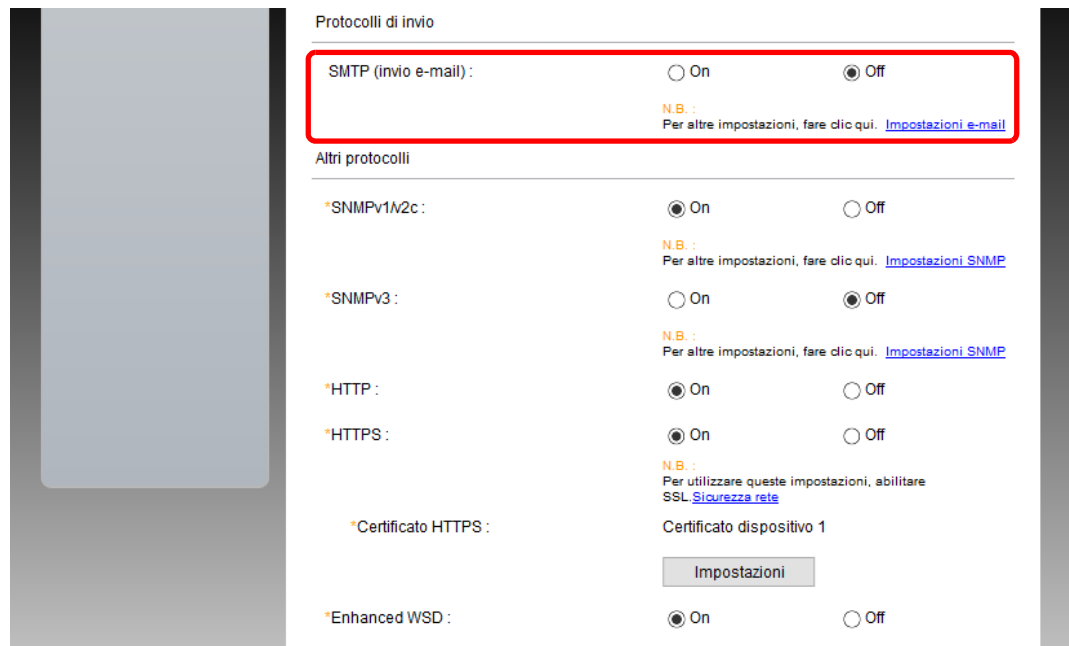 Protocolli di invio
SMTP (invio e-mail) : On Off
N.B. :
Per altre impostazioni, fare clic qui. Impostazioni e-mail
Altri protocolli
*SNMPv1/v2c : On Off
N.B. :
Per altre impostazioni, fare clic qui. Impostazioni SNMP
*SNMPv3 : On Off
N.B. :
Per altre impostazioni, fare clic qui. Impostazioni SNMP
*HTTP : On Off
*HTTPS : On Off
N.B. :
Per utilizzare queste impostazioni, abilitare
SSL.Sicurezza rete
*Certificato HTTPS : Certificato dispositivo 1
Impostazioni
*Enhanced WSD : On Off